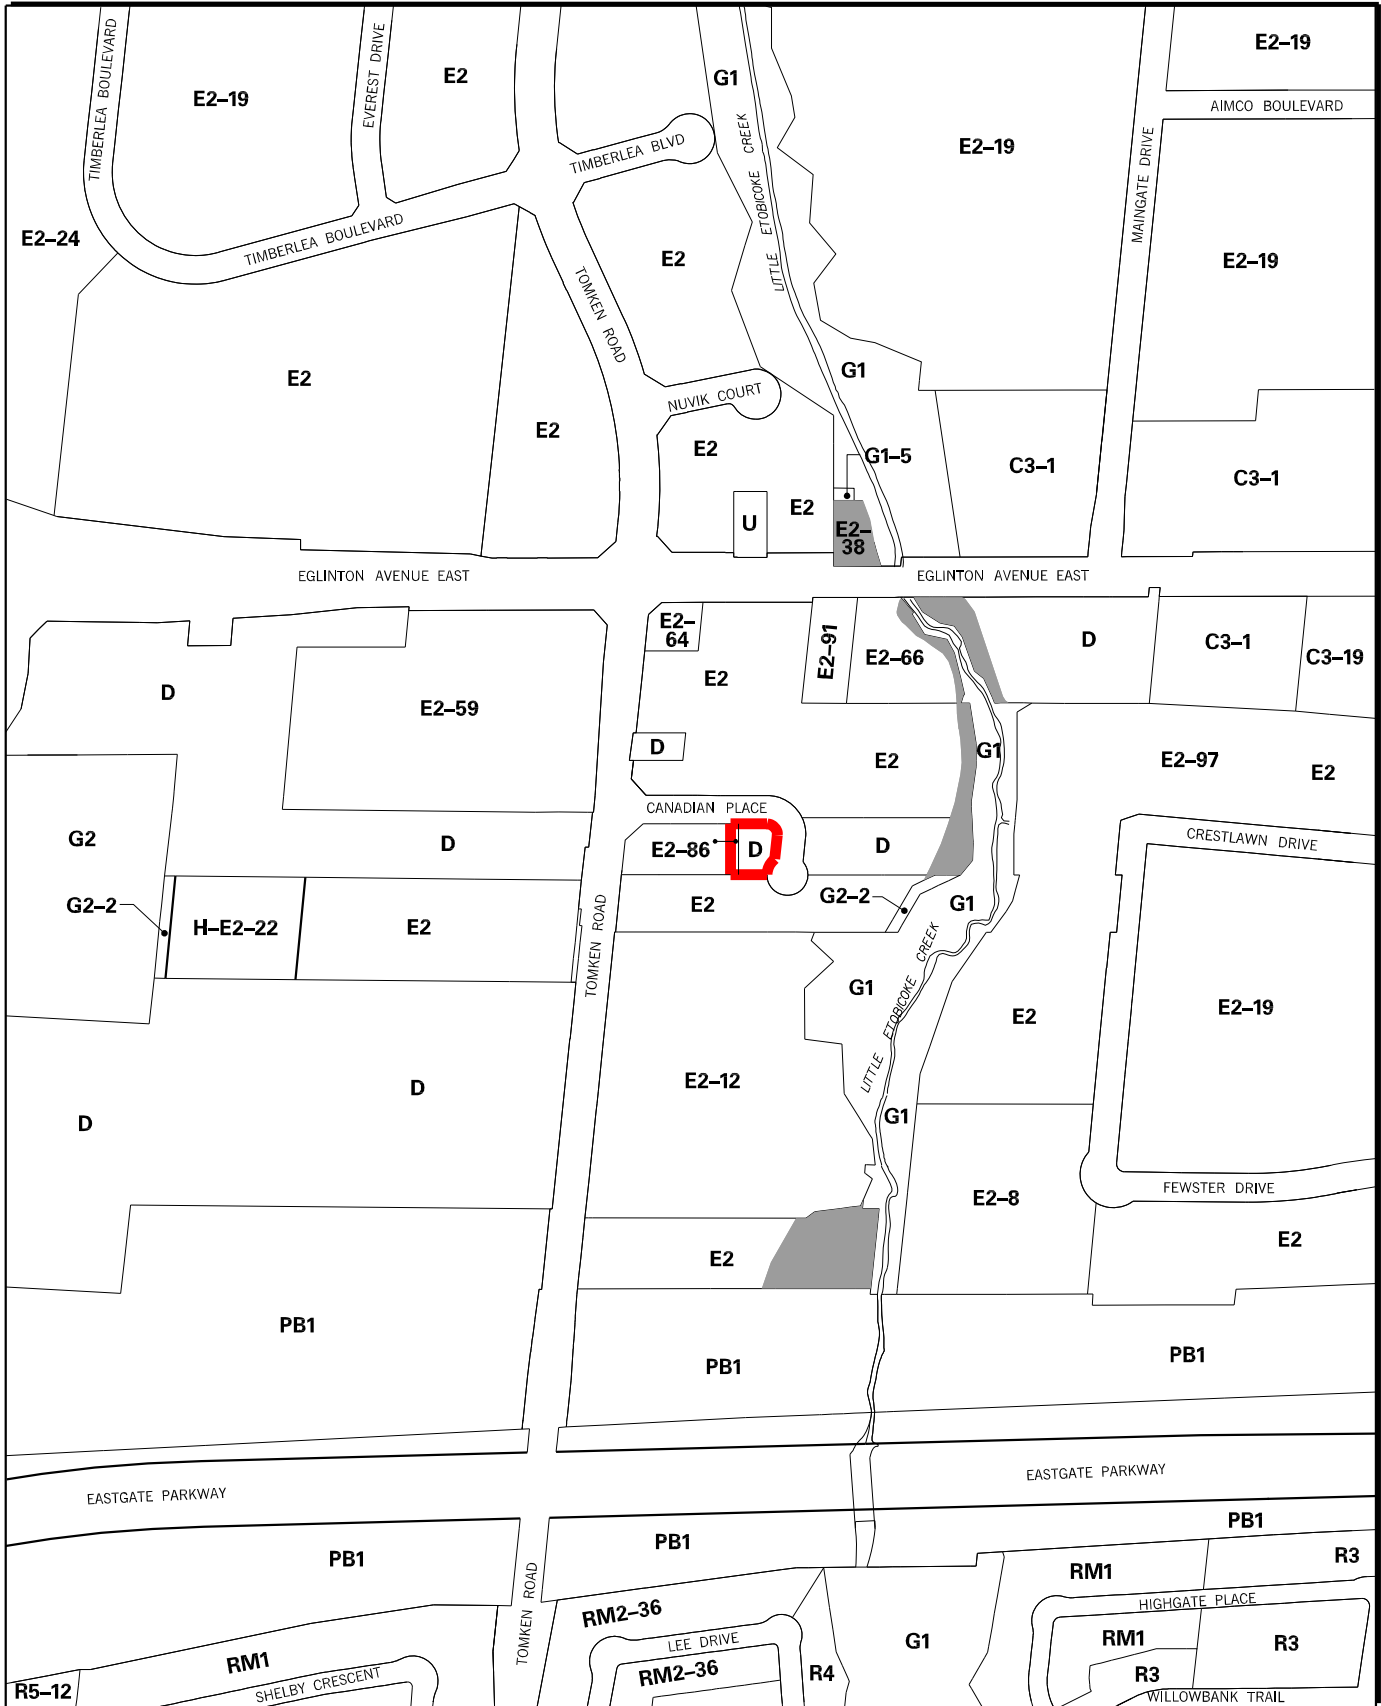 TIMBERLEA BOULEVARD
EVEREST DRIVE
E2
E2–19
G1
E2–19
AIMCO BOULEVARD
E2–19
TIMBERLEA BLVD
LITTLE ETOBICOKE CREEK
E2–19
MAINGATE DRIVE
E2–24
TIMBERLEA BOULEVARD
E2
E2–19
TOMKEN ROAD
E2
G1
NUVIK COURT
E2
E2
G1–5
C3–1
C3–1
E2
U
E2–
38
EGLINTON AVENUE EAST
EGLINTON AVENUE EAST
E2–
64
E2–91
E2–66
D
C3–1
C3–19
D
E2
E2–59
D
E2
G1
E2–97
E2
CANADIAN PLACE
G2
D
E2–86
D
D
CRESTLAWN DRIVE
G2–2
H–E2–22
E2
E2
G2–2
G1
TOMKEN ROAD
LITTLE ETOBICOKE CREEK
G1
E2
E2–19
D
D
E2–12
G1
E2–8
FEWSTER DRIVE
E2
E2
PB1
PB1
PB1
EASTGATE PARKWAY
EASTGATE PARKWAY
PB1
PB1
PB1
TOMKEN ROAD
RM1
R3
HIGHGATE PLACE
RM2–36
LEE DRIVE
G1
RM1
R3
RM1
RM2–36
R4
R3
R5–12
SHELBY CRESCENT
WILLOWBANK TRAIL